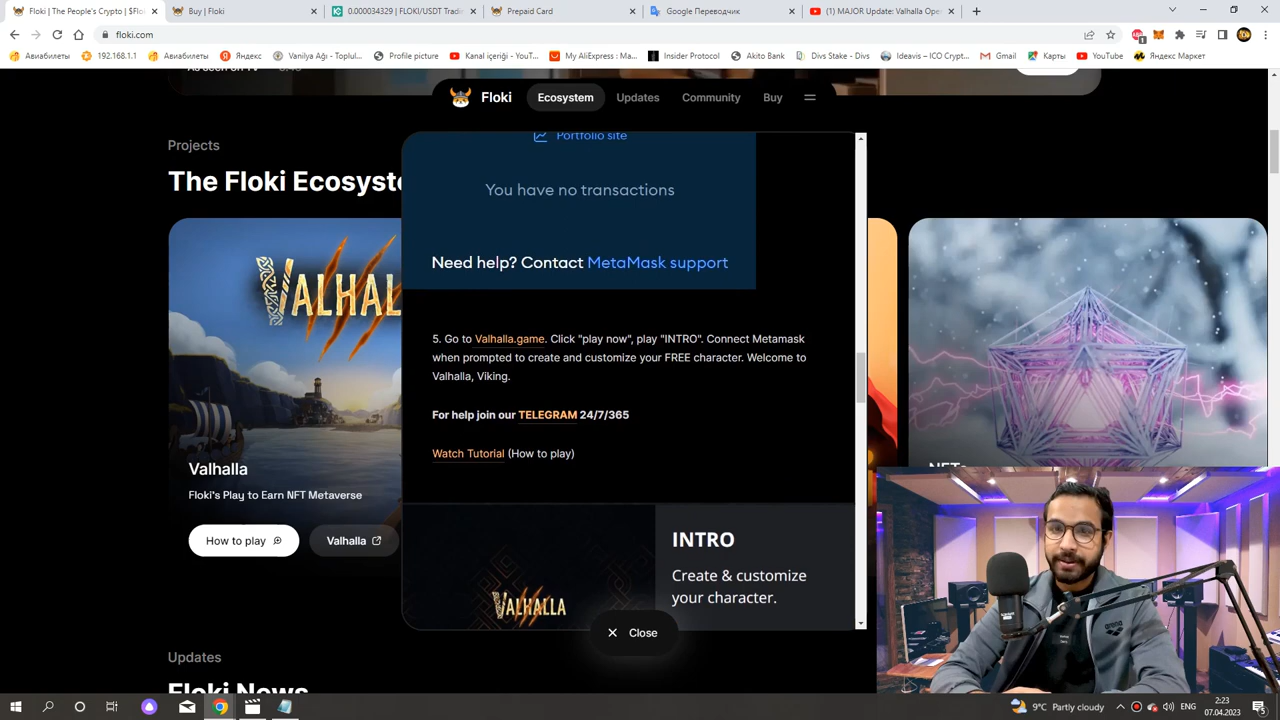 Floki | The People's Crypto | $Flo
Buy | Floki
0.000034329 | FLOKI/USDT Tradi
Prepaid Card
Google Переводчик
(1) MAJOR Update: Valhalla Ope
floki.com
Авиабилеты
192.168.1.1
Авиабилеты
Яндекс
Vanilya Ağı - Toplul...
Profile picture
Kanal içeriği - YouT...
My AliExpress : Man...
Insider Protocol
Akito Bank
Divs Stake – Divs...
Ideavis – ICO Crypt...
Gmail
Карты
YouTube
Яндекс Маркет
Floki
Ecosystem
Updates
Community
Buy
Projects
The Floki Ecosyste
Portfolio site
You have no transactions
Need help? Contact MetaMask support
5. Go to Valhalla.game. Click "play now", play "INTRO". Connect Metamask
when prompted to create and customize your FREE character. Welcome to
Valhalla, Viking.
For help join our TELEGRAM 24/7/365
Watch Tutorial (How to play)
VALHALL
Valhalla
Floki's Play to Earn NFT Metaverse
How to play
Valhalla
INTRO
Create & customize
your character.
VALHALLA
Close
Updates
Floki News
arena
ENG
2:23
07.04.2023
9°C Partly cloudy
5